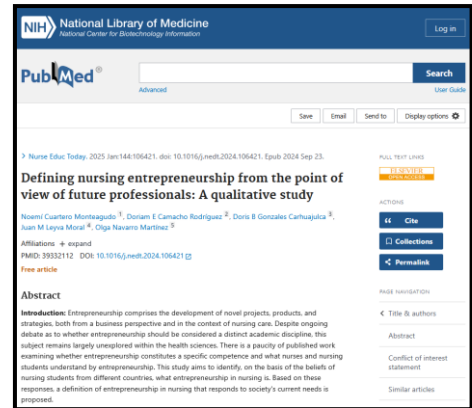 NIH National Library of Medicine
National Center for Biotechnology Information
Log in
PubMed®
Search
Advanced
User Guide
Save
Email
Send to
Display options
> Nurse Educ Today. 2025 Jan:144:106421. doi: 10.1016/j.nedt.2024.106421. Epub 2024 Sep 23.
Defining nursing entrepreneurship from the point of
view of future professionals: A qualitative study
Noemí Cuartero Monteagudo 1, Donam E Camacho Rodríguez 2, Doris B Gonzales Carhuajulca 3,
Juan M Leyva Moral 4, Olga Navarro Martínez 5
Affiliations + expand
PMID: 39332112 DOI: 10.1016/j.nedt.2024.106421
Free article
Abstract
Introduction: Entrepreneurship comprises the development of novel projects, products, and
strategies, both from a business perspective and in the context of nursing care. Despite ongoing
debate as to whether entrepreneurship should be considered a distinct academic discipline, this
subject remains largely unexplored within the health sciences. There is a paucity of published work
examining whether entrepreneurship constitutes a specific competence and what nurses and nursing
students understand by entrepreneurship. This study aims to identify, on the basis of the beliefs of
nursing students from different countries, what entrepreneurship in nursing is. Based on these
responses, a definition of entrepreneurship in nursing that responds to society's current needs is
proposed.
FULL TEXT LINKS
ELSEVIER
OPEN ACCESS
ACTIONS
Cite
Collections
Permalink
PAGE NAVIGATION
Title & authors
Abstract
Conflict of interest
statement
Similar articles